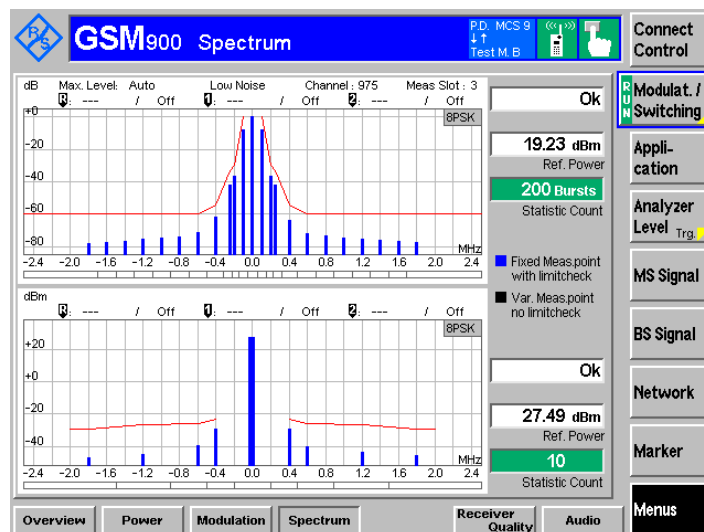 R S
GSM900 Spectrum
P.D. MCS 9
↓↑
Test M. B
Connect
Control
dB Max. Level: Auto Low Noise Channel : 975 Meas Slot : 3
R: --- / Off 1: --- / Off 2: --- / Off
8PSK
+0
-20
-40
-60
-80
MHz
-2.4 -2.0 -1.6 -1.2 -0.8 -0.4 0.0 0.4 0.8 1.2 1.6 2.0 2.4
Ok
19.23 dBm
Ref. Power
200 Bursts
Statistic Count
Fixed Meas.point
with limitcheck
Var. Meas.point
no limitcheck
dBm
R: --- / Off 1: --- / Off 2: --- / Off
8PSK
+20
+0
-20
-40
MHz
-2.4 -2.0 -1.6 -1.2 -0.8 -0.4 0.0 0.4 0.8 1.2 1.6 2.0 2.4
Ok
27.49 dBm
Ref. Power
10
Statistic Count
RUN
Modulat. /
Switching
Appli-
cation
Analyzer
Level Trg.
MS Signal
BS Signal
Network
Marker
Menus
Overview Power Modulation Spectrum Receiver
Quality Audio